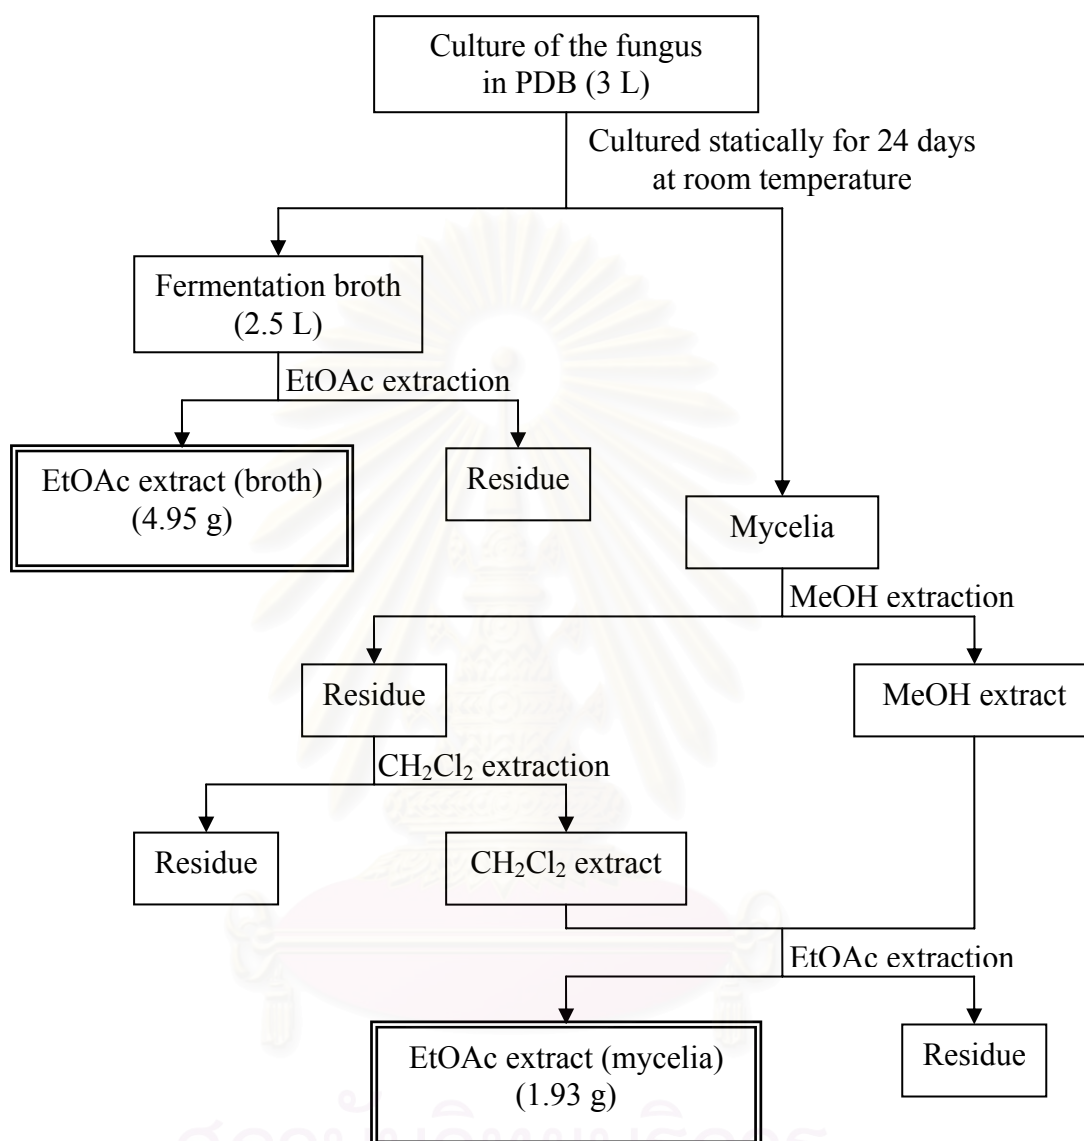 Culture of the fungus
in PDB (3 L)
Cultured statically for 24 days
at room temperature
Fermentation broth
(2.5 L)
EtOAc extraction
EtOAc extract (broth)
(4.95 g)
Residue
Mycelia
MeOH extraction
Residue
MeOH extract
CH₂Cl₂ extraction
Residue
CH₂Cl₂ extract
EtOAc extraction
EtOAc extract (mycelia)
(1.93 g)
Residue